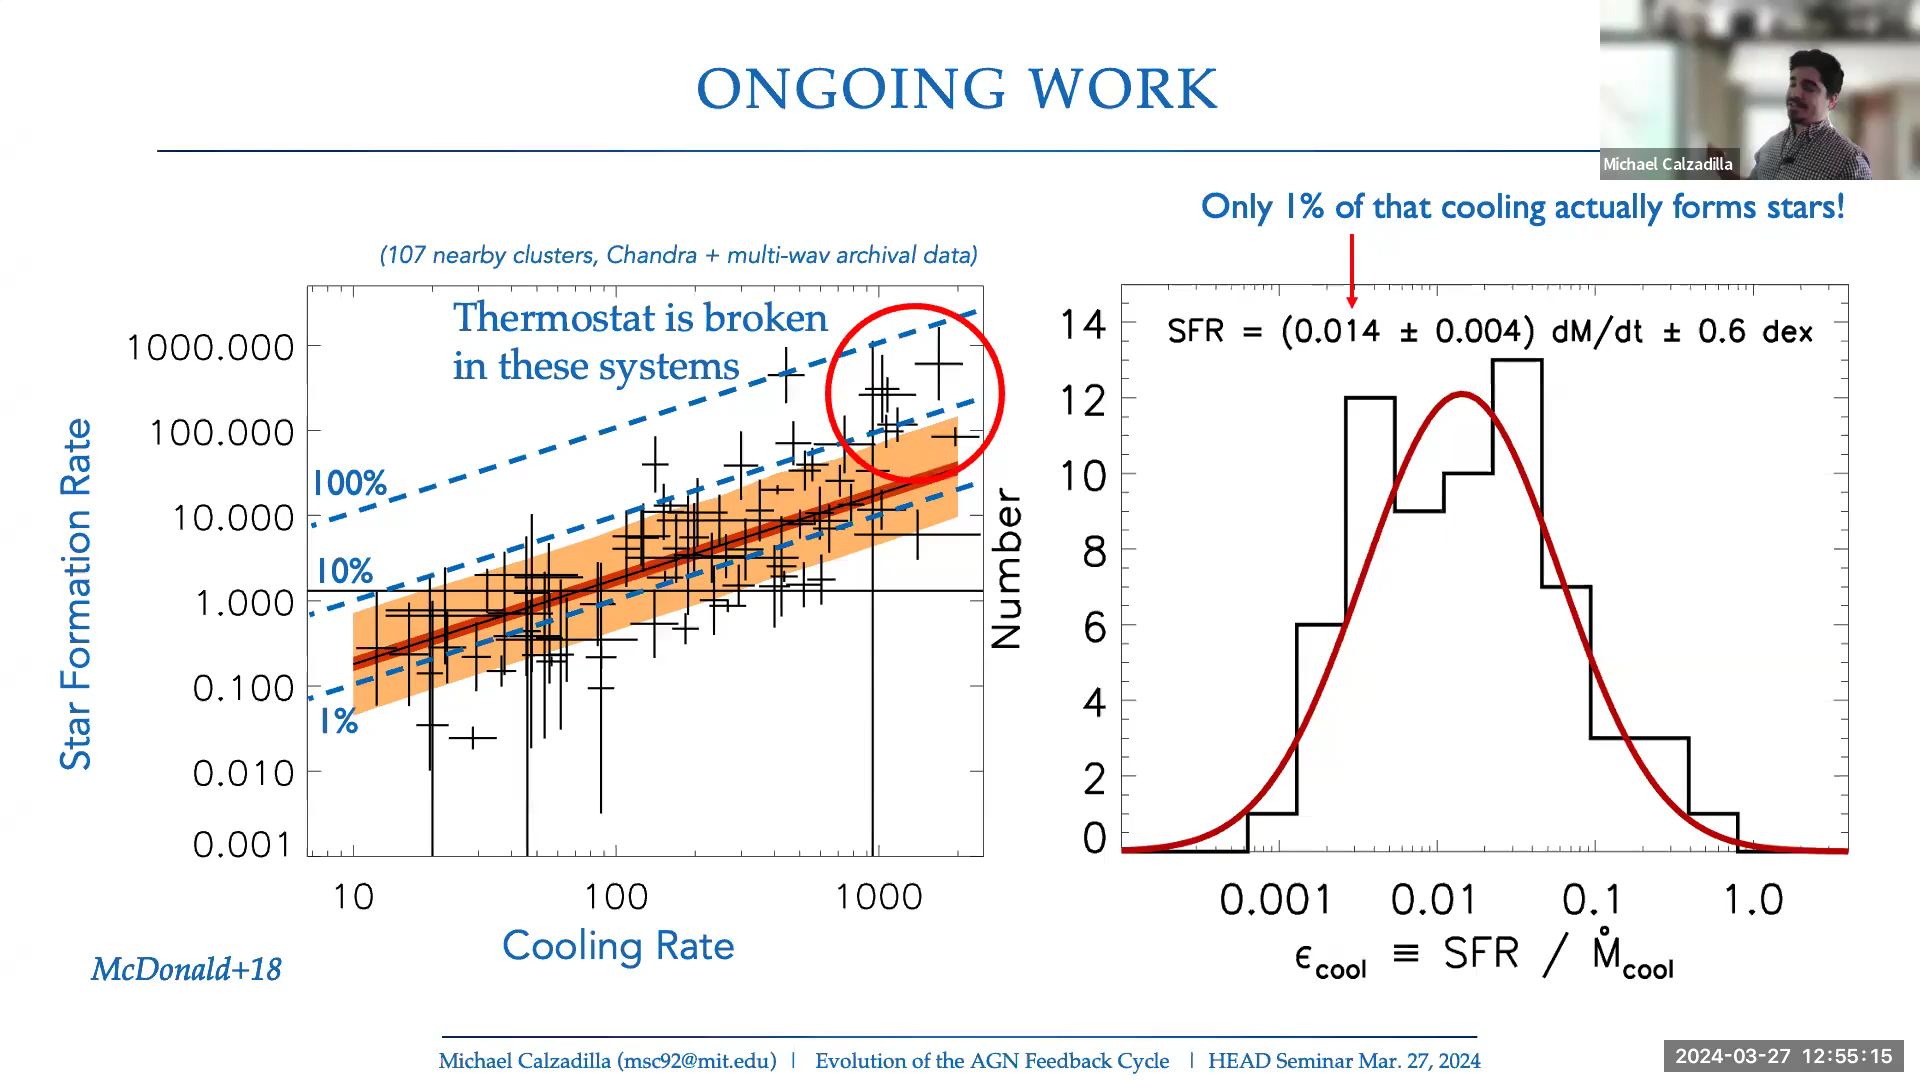 ONGOING WORK
Michael Calzadilla
Only 1% of that cooling actually forms stars!
(107 nearby clusters, Chandra + multi-wav archival data)
Thermostat is broken
in these systems
100%
10%
1%
1000.000
100.000
10.000
1.000
0.100
0.010
0.001
Star Formation Rate
10 100 1000
Cooling Rate
SFR = (0.014 ± 0.004) dM/dt ± 0.6 dex
14
12
10
8
6
4
2
0
Number
0.001 0.01 0.1 1.0
ϵcool ≡ SFR / Ṁcool
McDonald+18
Michael Calzadilla (msc92@mit.edu) | Evolution of the AGN Feedback Cycle | HEAD Seminar Mar. 27, 2024
2024-03-27 12:55:15